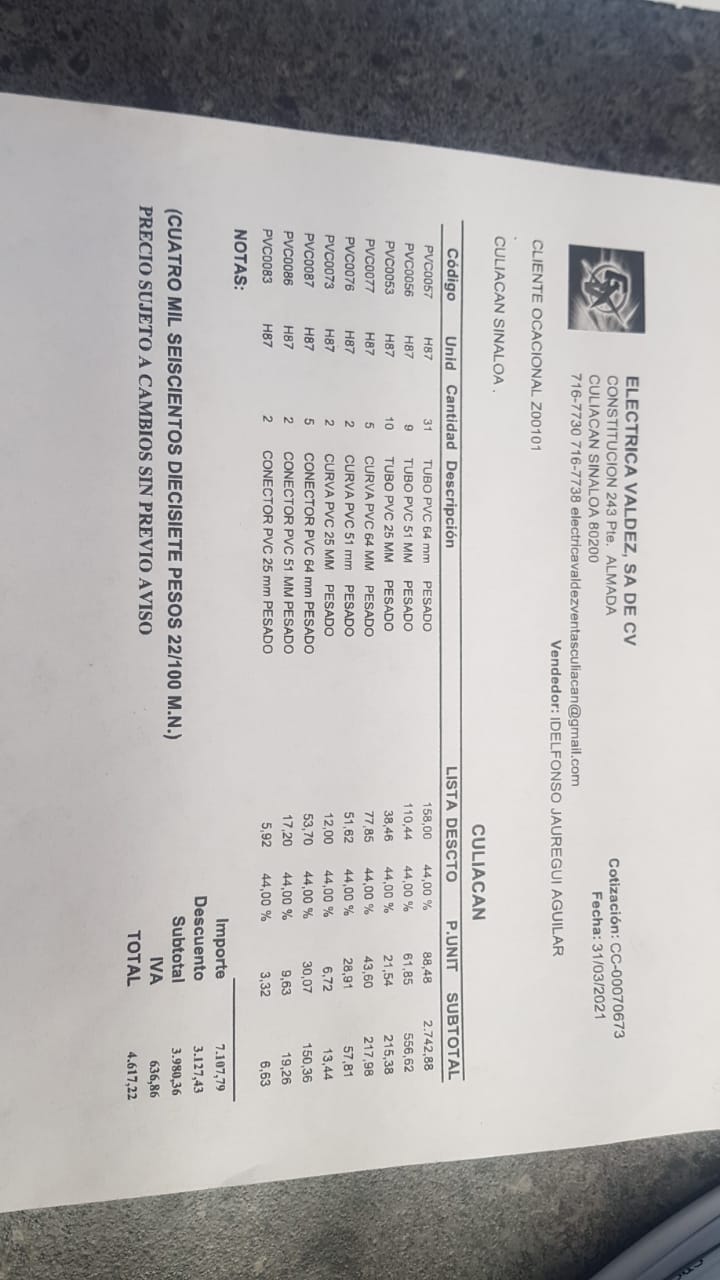 ELECTRICA VALDEZ, SA DE CV
CONSTITUCION 243 Pte. ALMADA
CULIACAN SINALOA 80200
716-7730 716-7738 electricavaldezventasculiacan@gmail.com
Cotización: CC-00070673
Fecha: 31/03/2021
Vendedor: IDELFONSO JAUREGUI AGUILAR
CLIENTE OCACIONAL Z00101
.
CULIACAN SINALOA .
CULIACAN
Código Unid Cantidad Descripción LISTA DESCTO P.UNIT SUBTOTAL
PVC0057 H87 31 TUBO PVC 64 mm PESADO 158,00 44,00 % 88,48 2.742,88
PVC0056 H87 9 TUBO PVC 51 MM PESADO 110,44 44,00 % 61,85 556,62
PVC0053 H87 10 TUBO PVC 25 MM PESADO 38,46 44,00 % 21,54 215,38
PVC0077 H87 5 CURVA PVC 64 MM PESADO 77,85 44,00 % 43,60 217,98
PVC0076 H87 2 CURVA PVC 51 mm PESADO 51,62 44,00 % 28,91 57,81
PVC0073 H87 2 CURVA PVC 25 MM PESADO 12,00 44,00 % 6,72 13,44
PVC0087 H87 5 CONECTOR PVC 64 mm PESADO 53,70 44,00 % 30,07 150,36
PVC0086 H87 2 CONECTOR PVC 51 MM PESADO 17,20 44,00 % 9,63 19,26
PVC0083 H87 2 CONECTOR PVC 25 mm PESADO 5,92 44,00 % 3,32 6,63
NOTAS:
Importe 7.107,79
Descuento 3.127,43
Subtotal 3.980,36
IVA 636,86
TOTAL 4.617,22
(CUATRO MIL SEISCIENTOS DIECISIETE PESOS 22/100 M.N.)
PRECIO SUJETO A CAMBIOS SIN PREVIO AVISO